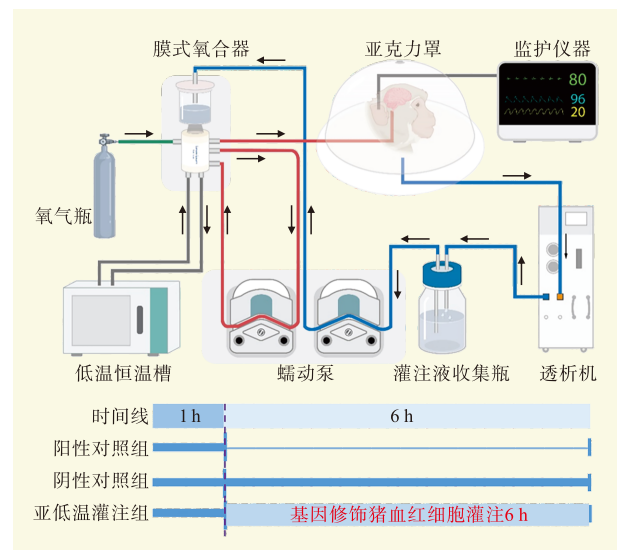 膜式氧合器
亚克力罩
监护仪器
80
96
20
氧气瓶
低温恒温槽
蠕动泵
灌注液收集瓶
透析机
时间线 1 h 6 h
阳性对照组
阴性对照组
亚低温灌注组 基因修饰猪血红细胞灌注6 h